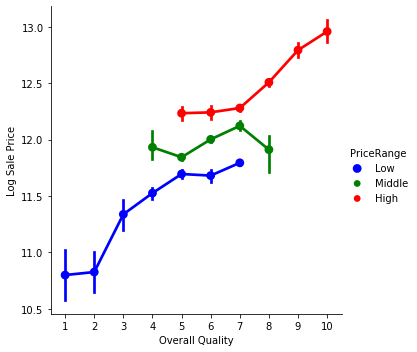 13.0
12.5
12.0
11.5
11.0
10.5
Log Sale Price
1 2 3 4 5 6 7 8 9 10
Overall Quality
PriceRange
Low
Middle
High